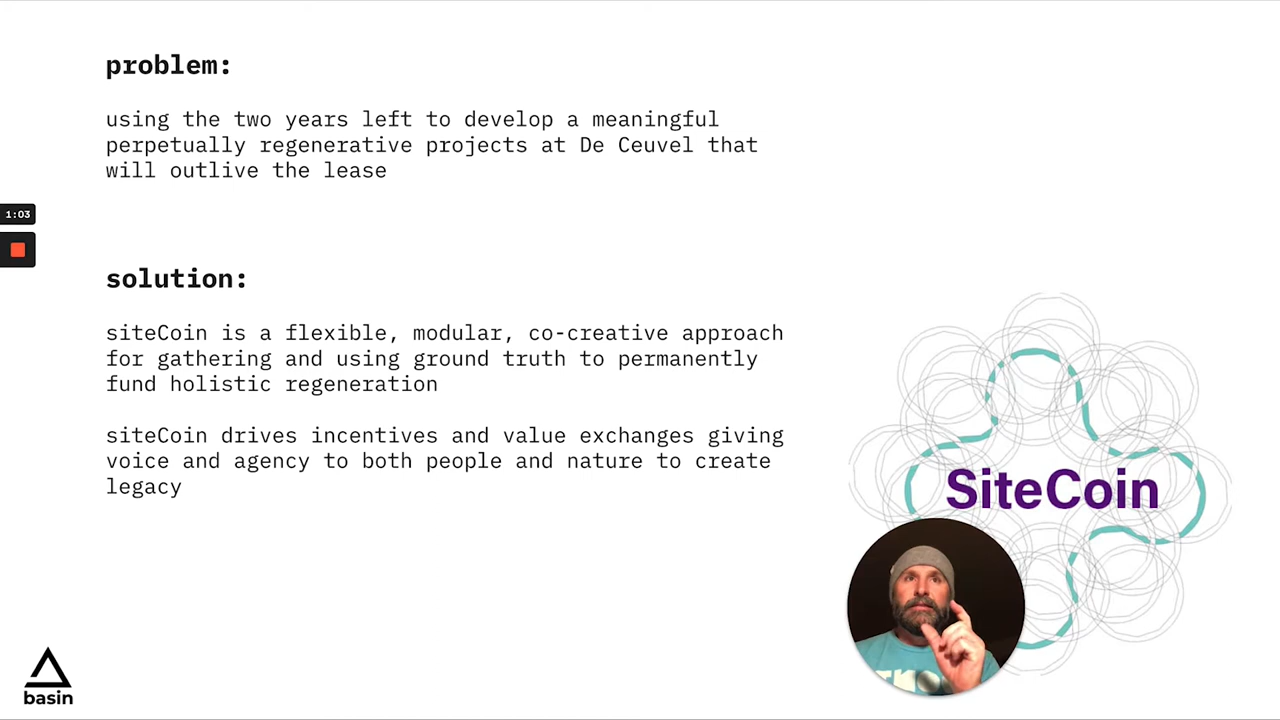 problem:
using the two years left to develop a meaningful
perpetually regenerative projects at De Ceuvel that
will outlive the lease
1:03
solution:
siteCoin is a flexible, modular, co-creative approach
for gathering and using ground truth to permanently
fund holistic regeneration
siteCoin drives incentives and value exchanges giving
voice and agency to both people and nature to create
legacy
SiteCoin
basin